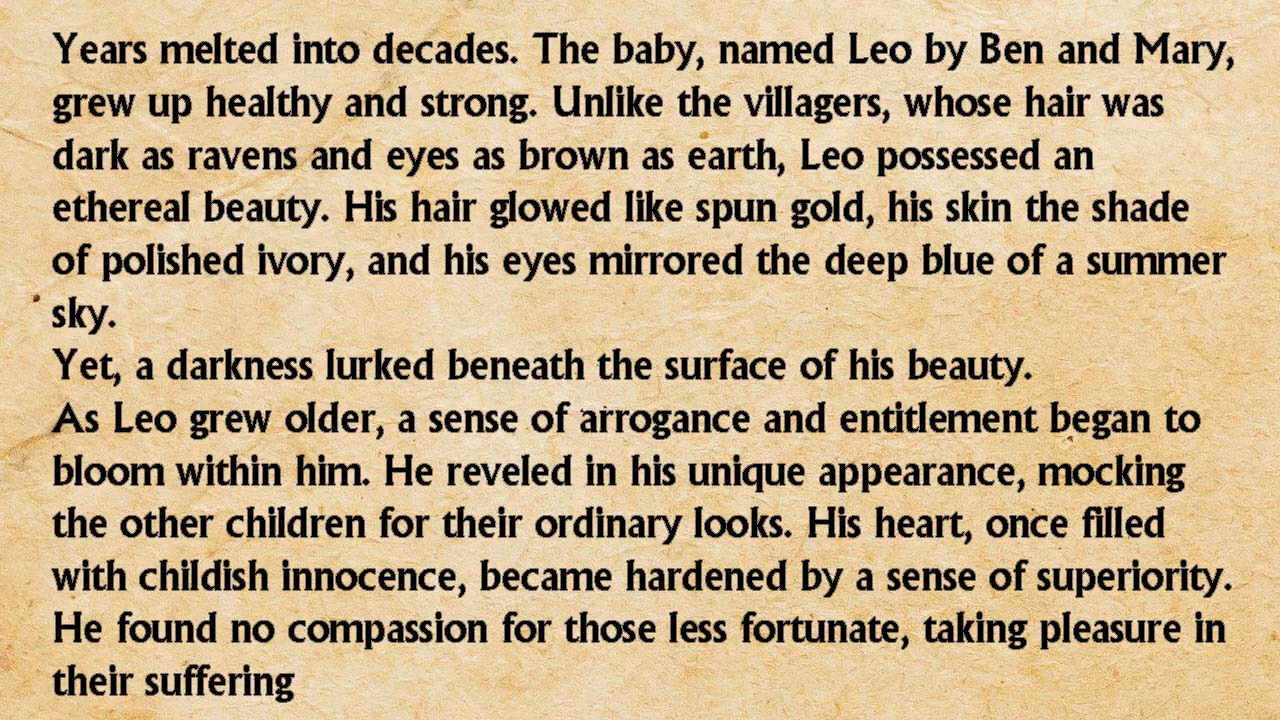 Years melted into decades. The baby, named Leo by Ben and Mary,
grew up healthy and strong. Unlike the villagers, whose hair was
dark as ravens and eyes as brown as earth, Leo possessed an
ethereal beauty. His hair glowed like spun gold, his skin the shade
of polished ivory, and his eyes mirrored the deep blue of a summer
sky.
Yet, a darkness lurked beneath the surface of his beauty.
As Leo grew older, a sense of arrogance and entitlement began to
bloom within him. He reveled in his unique appearance, mocking
the other children for their ordinary looks. His heart, once filled
with childish innocence, became hardened by a sense of superiority.
He found no compassion for those less fortunate, taking pleasure in
their suffering